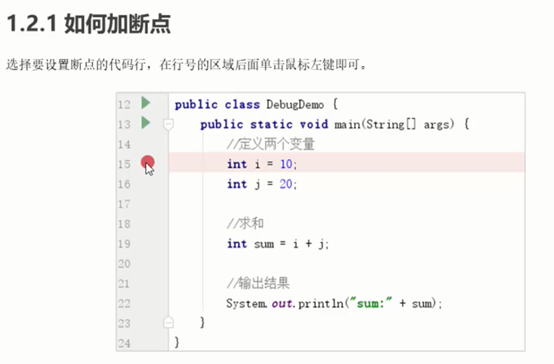 1.2.1 如何加断点
选择要设置断点的代码行，在行号的区域后面单击鼠标左键即可。
12 public class DebugDemo {
13 public static void main(String[] args) {
14 //定义两个变量
15 int i = 10;
16 int j = 20;
17
18 //求和
19 int sum = i + j;
20
21 //输出结果
22 System.out.println("sum:" + sum);
23 }
24 }